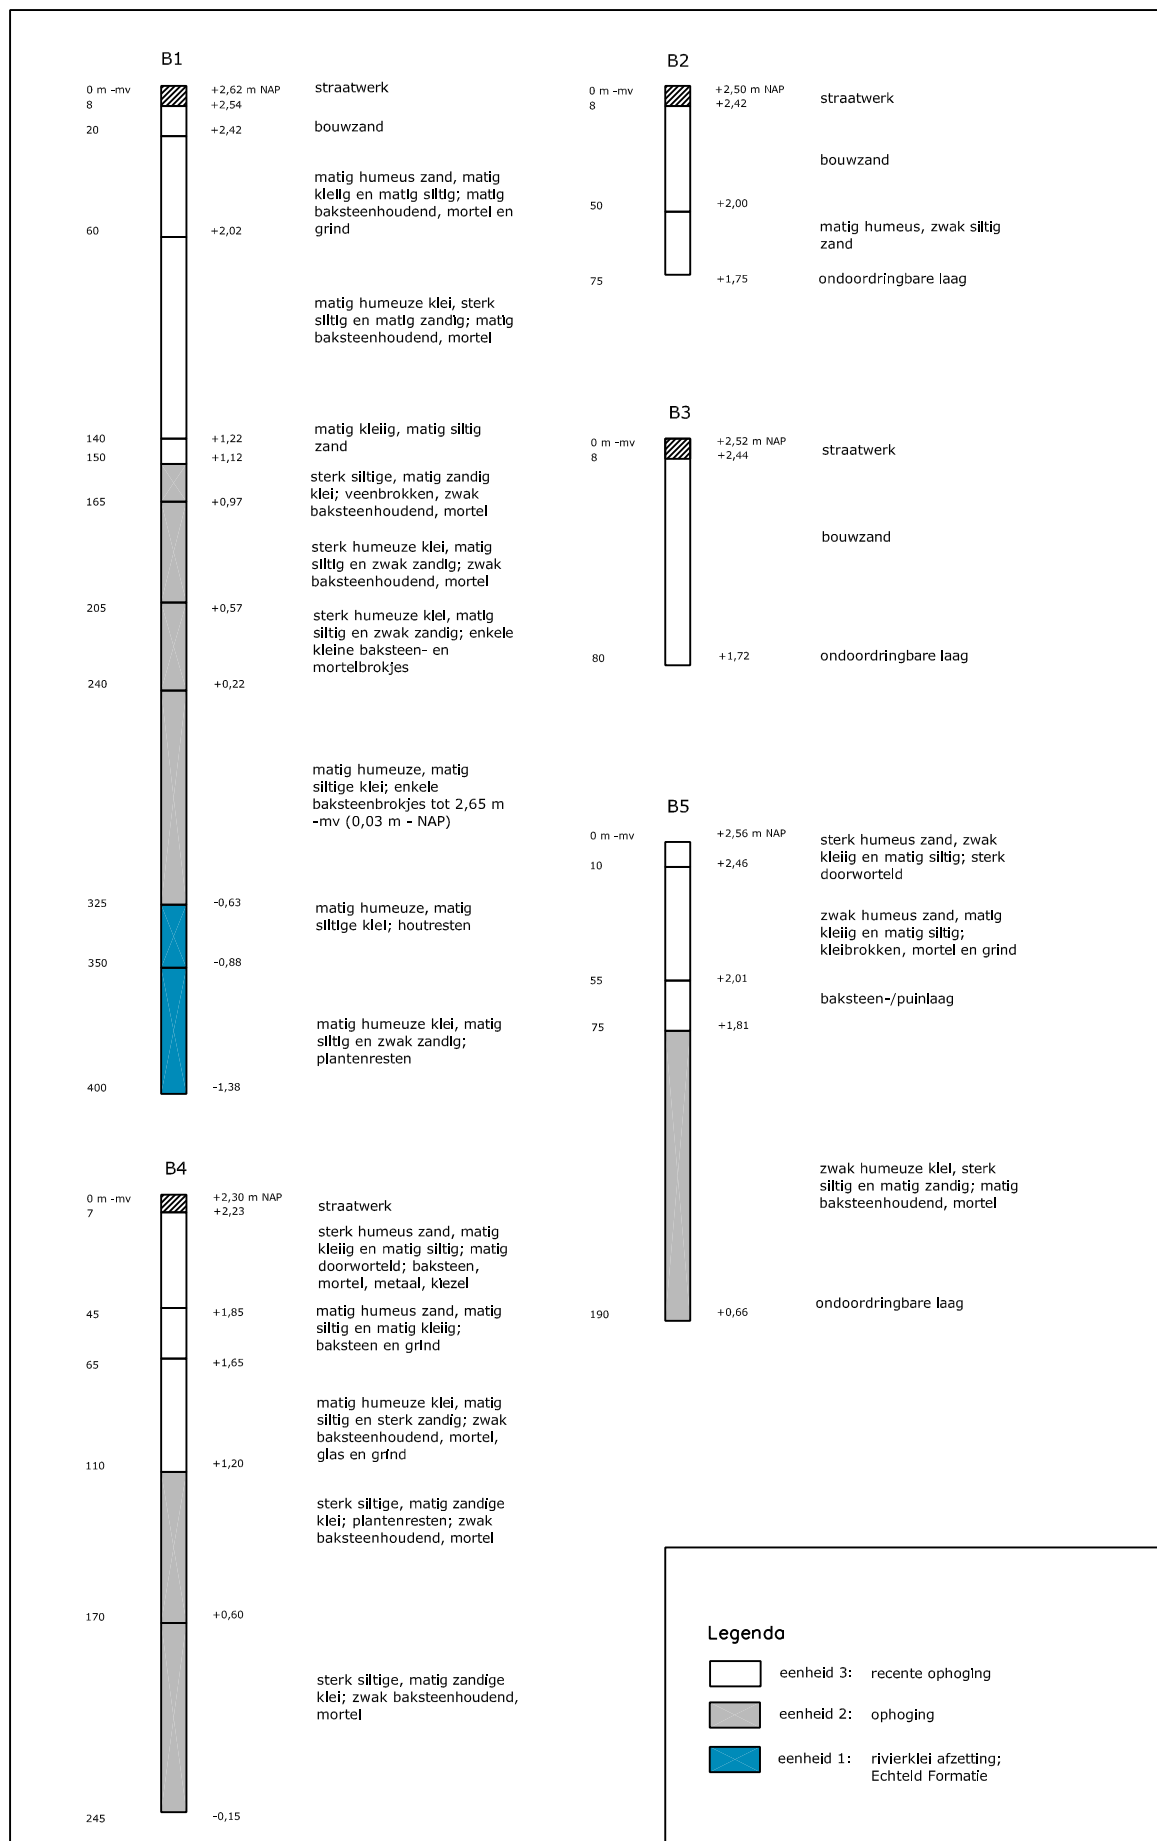 B1
0 m -mv +2,62 m NAP straatwerk
8 +2,54
20 +2,42 bouwzand
matig humeus zand, matig
kleiig en matig siltig; matig
baksteenhoudend, mortel en
grind
60 +2,02
matig humeuze klei, sterk
siltig en matig zandig; matig
baksteenhoudend, mortel
matig kleiig, matig siltig
zand
140 +1,22
150 +1,12
sterk siltige, matig zandig
klei; veenbrokken, zwak
baksteenhoudend, mortel
165 +0,97
sterk humeuze klei, matig
siltig en zwak zandig; zwak
baksteenhoudend, mortel
205 +0,57
sterk humeuze klei, matig
siltig en zwak zandig; enkele
kleine baksteen- en
mortelbrokjes
240 +0,22
matig humeuze, matig
siltige klei; enkele
baksteenbrokjes tot 2,65 m
-mv (0,03 m - NAP)
325 -0,63
matig humeuze, matig
siltige klei; houtresten
350 -0,88
matig humeuze klei, matig
siltig en zwak zandig;
plantenresten
400 -1,38
B4
0 m -mv +2,30 m NAP straatwerk
7 +2,23
sterk humeus zand, matig
kleiig en matig siltig; matig
doorworteld; baksteen,
mortel, metaal, kiezel
45 +1,85
matig humeus zand, matig
siltig en matig kleiig;
baksteen en grind
65 +1,65
matig humeuze klei, matig
siltig en sterk zandig; zwak
baksteenhoudend, mortel,
glas en grind
110 +1,20
sterk siltige, matig zandige
klei; plantenresten; zwak
baksteenhoudend, mortel
170 +0,60
sterk siltige, matig zandige
klei; zwak baksteenhoudend,
mortel
245 -0,15
B2
0 m -mv +2,50 m NAP
8 +2,42 straatwerk
bouwzand
50 +2,00
matig humeus, zwak siltig
zand
75 +1,75 ondoordringbare laag
B3
0 m -mv +2,52 m NAP
8 +2,44 straatwerk
bouwzand
80 +1,72 ondoordringbare laag
B5
0 m -mv +2,56 m NAP
sterk humeus zand, zwak
kleiig en matig siltig; sterk
doorworteld
10 +2,46
zwak humeus zand, matig
kleiig en matig siltig;
kleibrokken, mortel en grind
55 +2,01
baksteen-/puinlaag
75 +1,81
zwak humeuze klei, sterk
siltig en matig zandig; matig
baksteenhoudend, mortel
190 +0,66 ondoordringbare laag
Legenda
eenheid 3: recente ophoging
eenheid 2: ophoging
eenheid 1: rivierklei afzetting;
Echteld Formatie